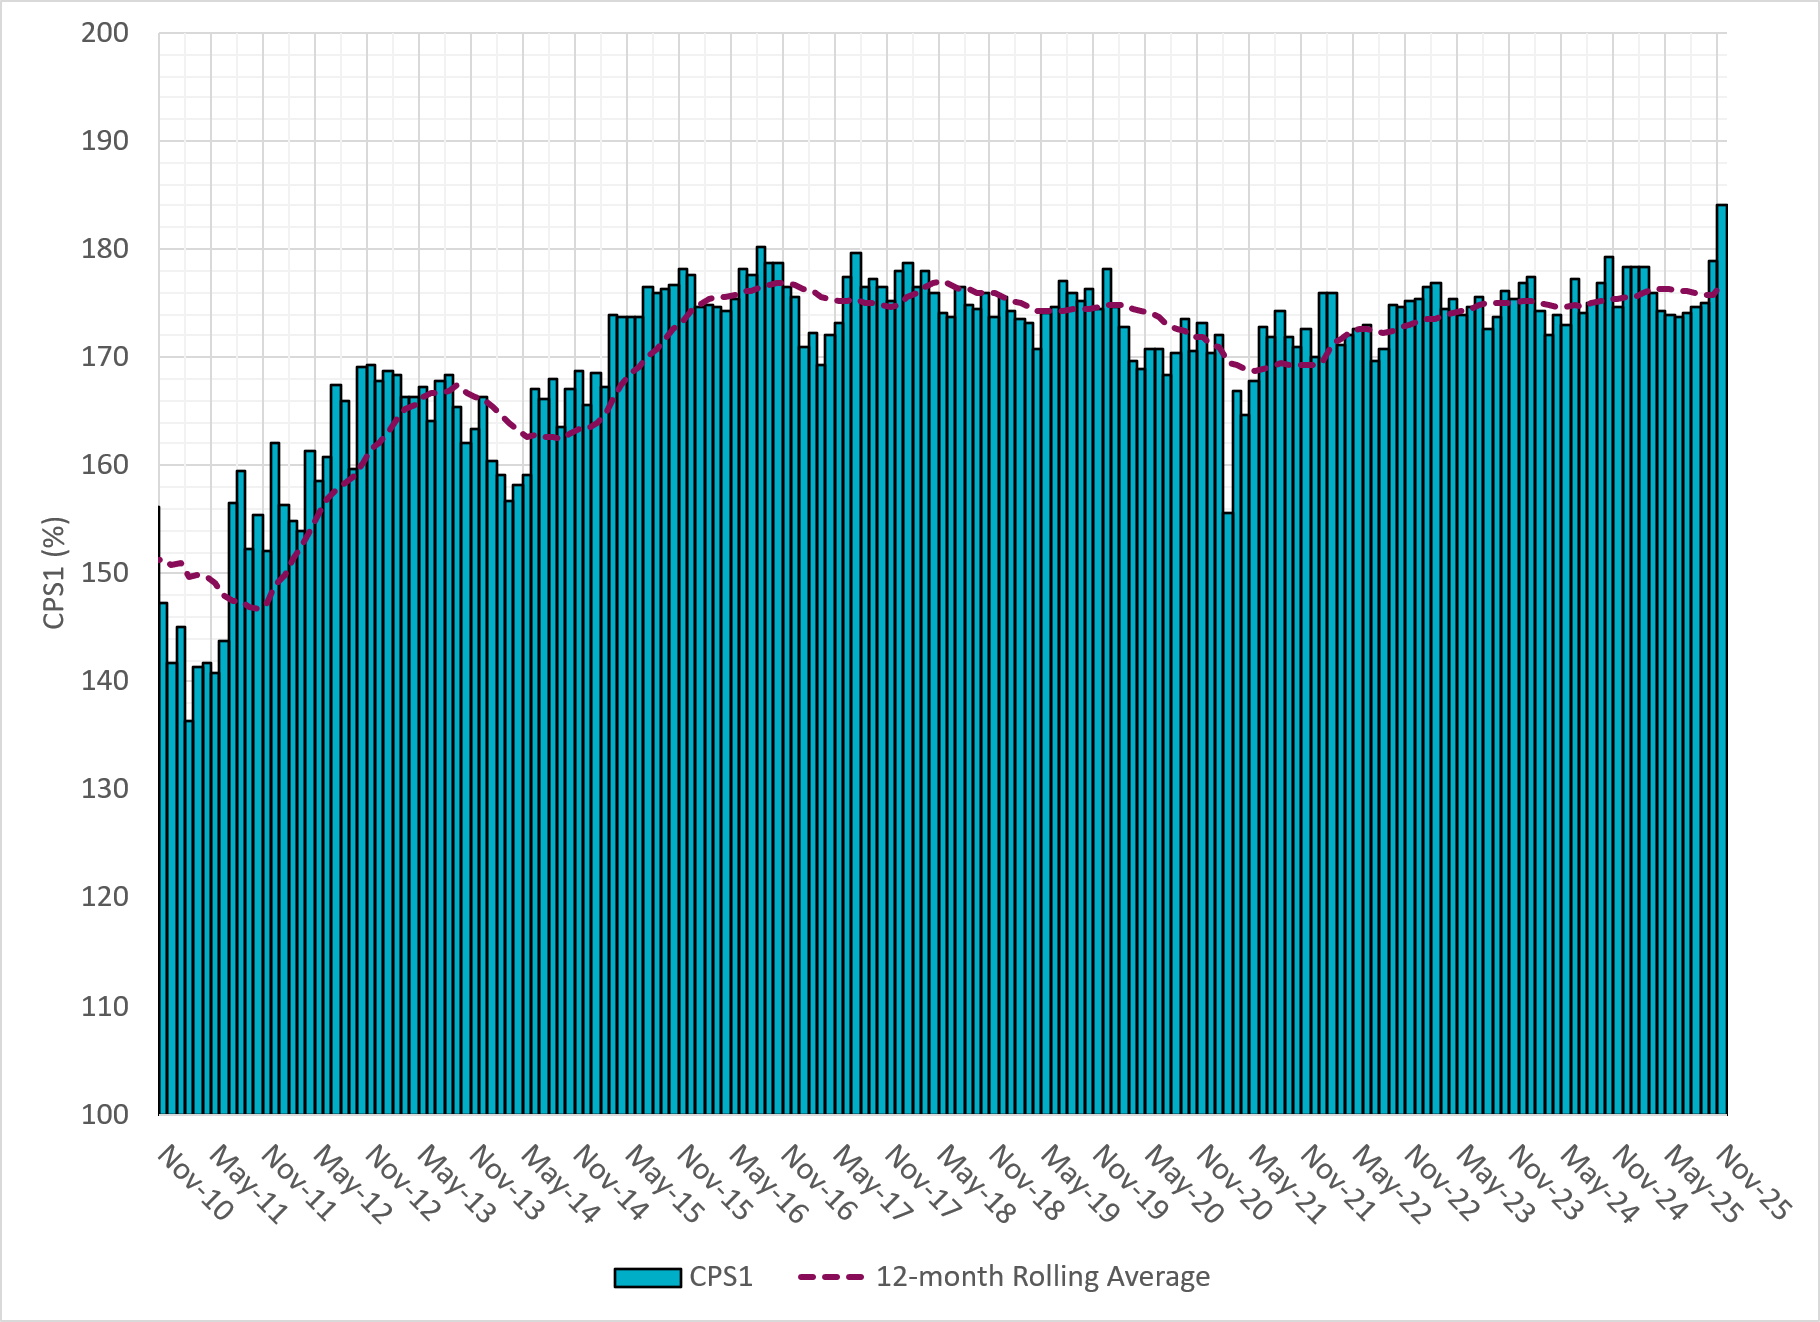 200
190
180
170
160
150
140
130
120
110
100
CPS1 (%)
Nov-10
May-11
Nov-11
May-12
Nov-12
May-13
Nov-13
May-14
Nov-14
May-15
Nov-15
May-16
Nov-16
May-17
Nov-17
May-18
Nov-18
May-19
Nov-19
May-20
Nov-20
May-21
Nov-21
May-22
Nov-22
May-23
Nov-23
May-24
Nov-24
May-25
Nov-25
CPS1
12-month Rolling Average